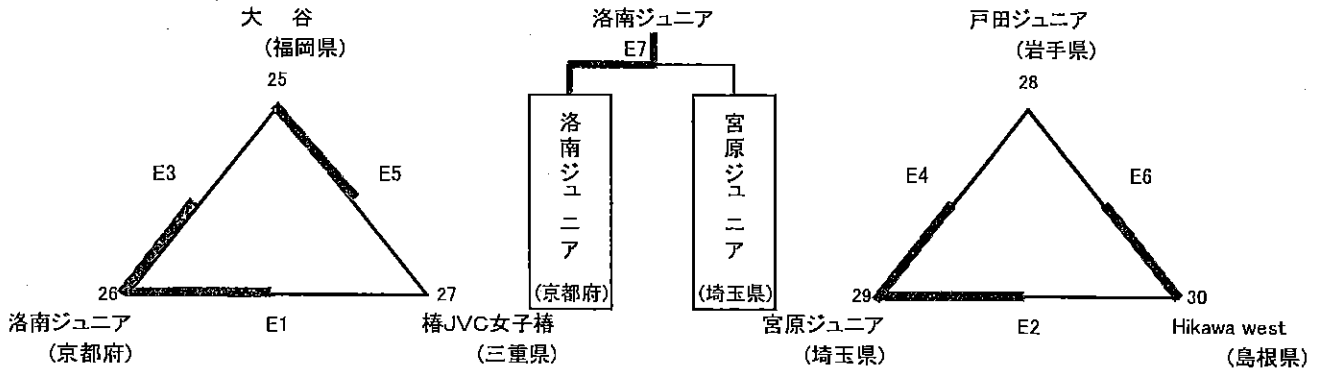 大　谷
(福岡県)
25
E3
E5
26
27
洛南ジュニア
(京都府)
E1
椿JVC女子椿
(三重県)
洛南ジュニア
E7
洛南ジュニア
(京都府)
宮原ジュニア
(埼玉県)
戸田ジュニア
(岩手県)
28
E4
E6
29
30
宮原ジュニア
(埼玉県)
E2
Hikawa west
(島根県)